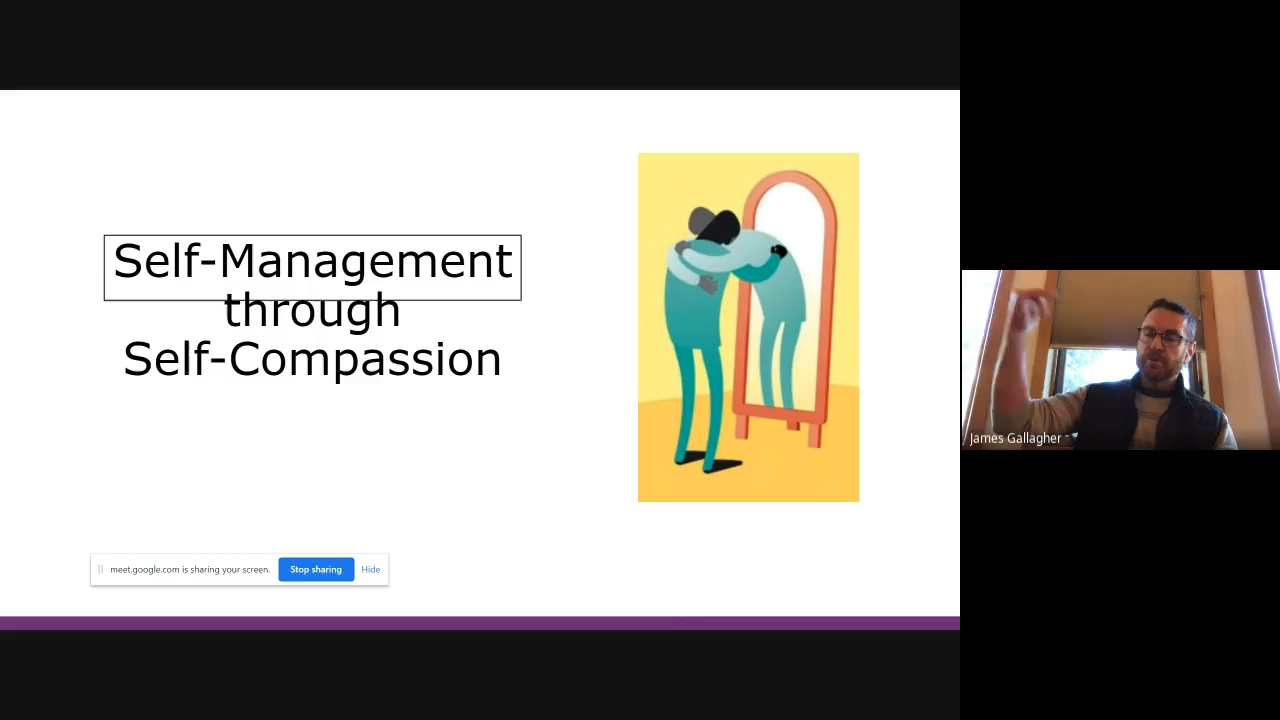 Self-Management
through
Self-Compassion
meet.google.com is sharing your screen. Stop sharing Hide
James Gallagher